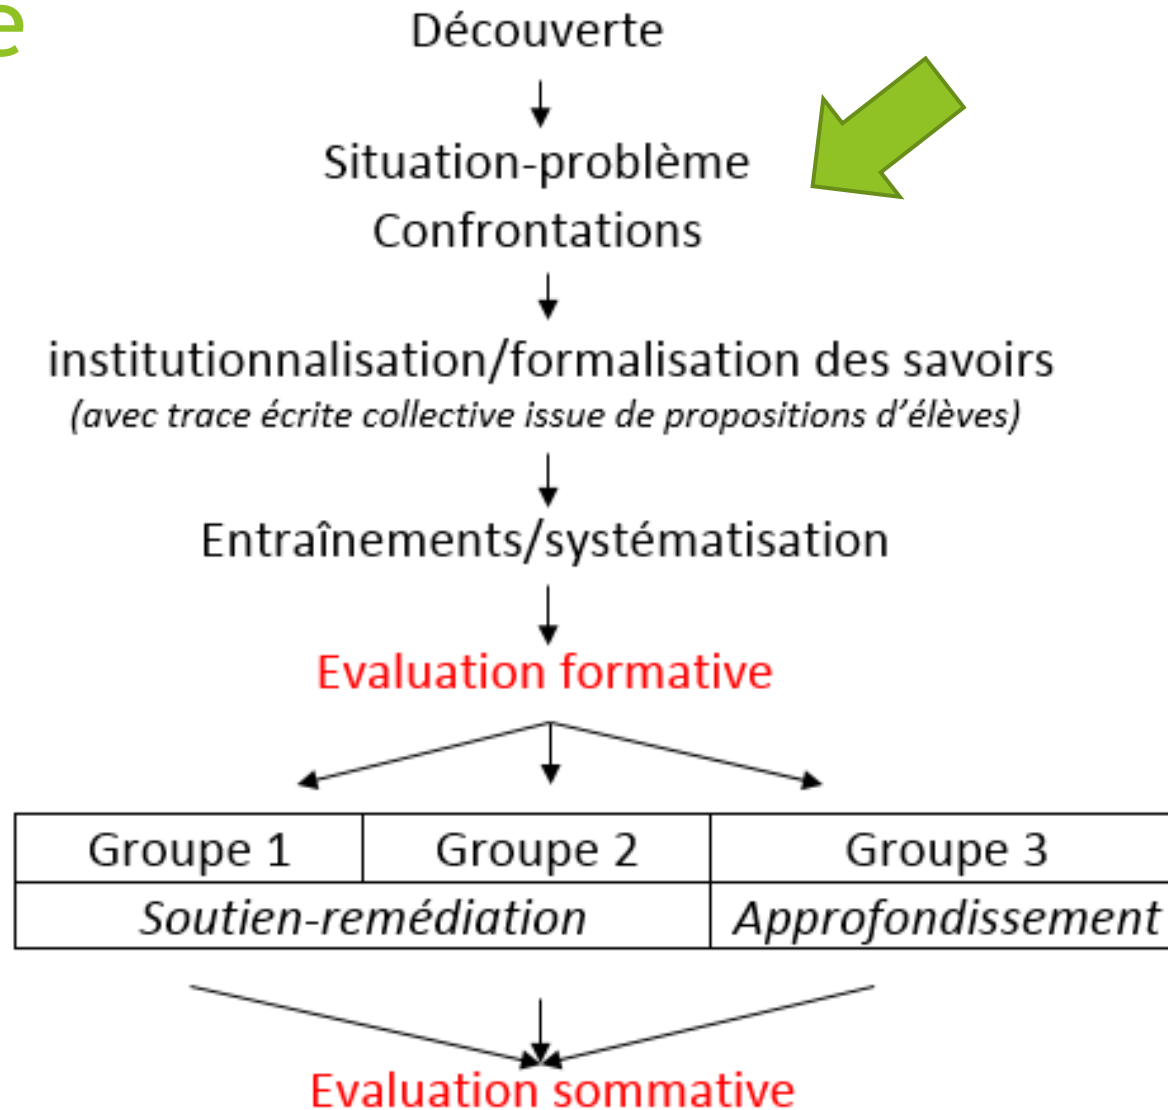 e
Découverte
Situation-problème
Confrontations
institutionnalisation/formalisation des savoirs
(avec trace écrite collective issue de propositions d'élèves)
Entraînements/systématisation
Evaluation formative
Groupe 1 Groupe 2 Groupe 3
Soutien-remédiation Approfondissement
Evaluation sommative